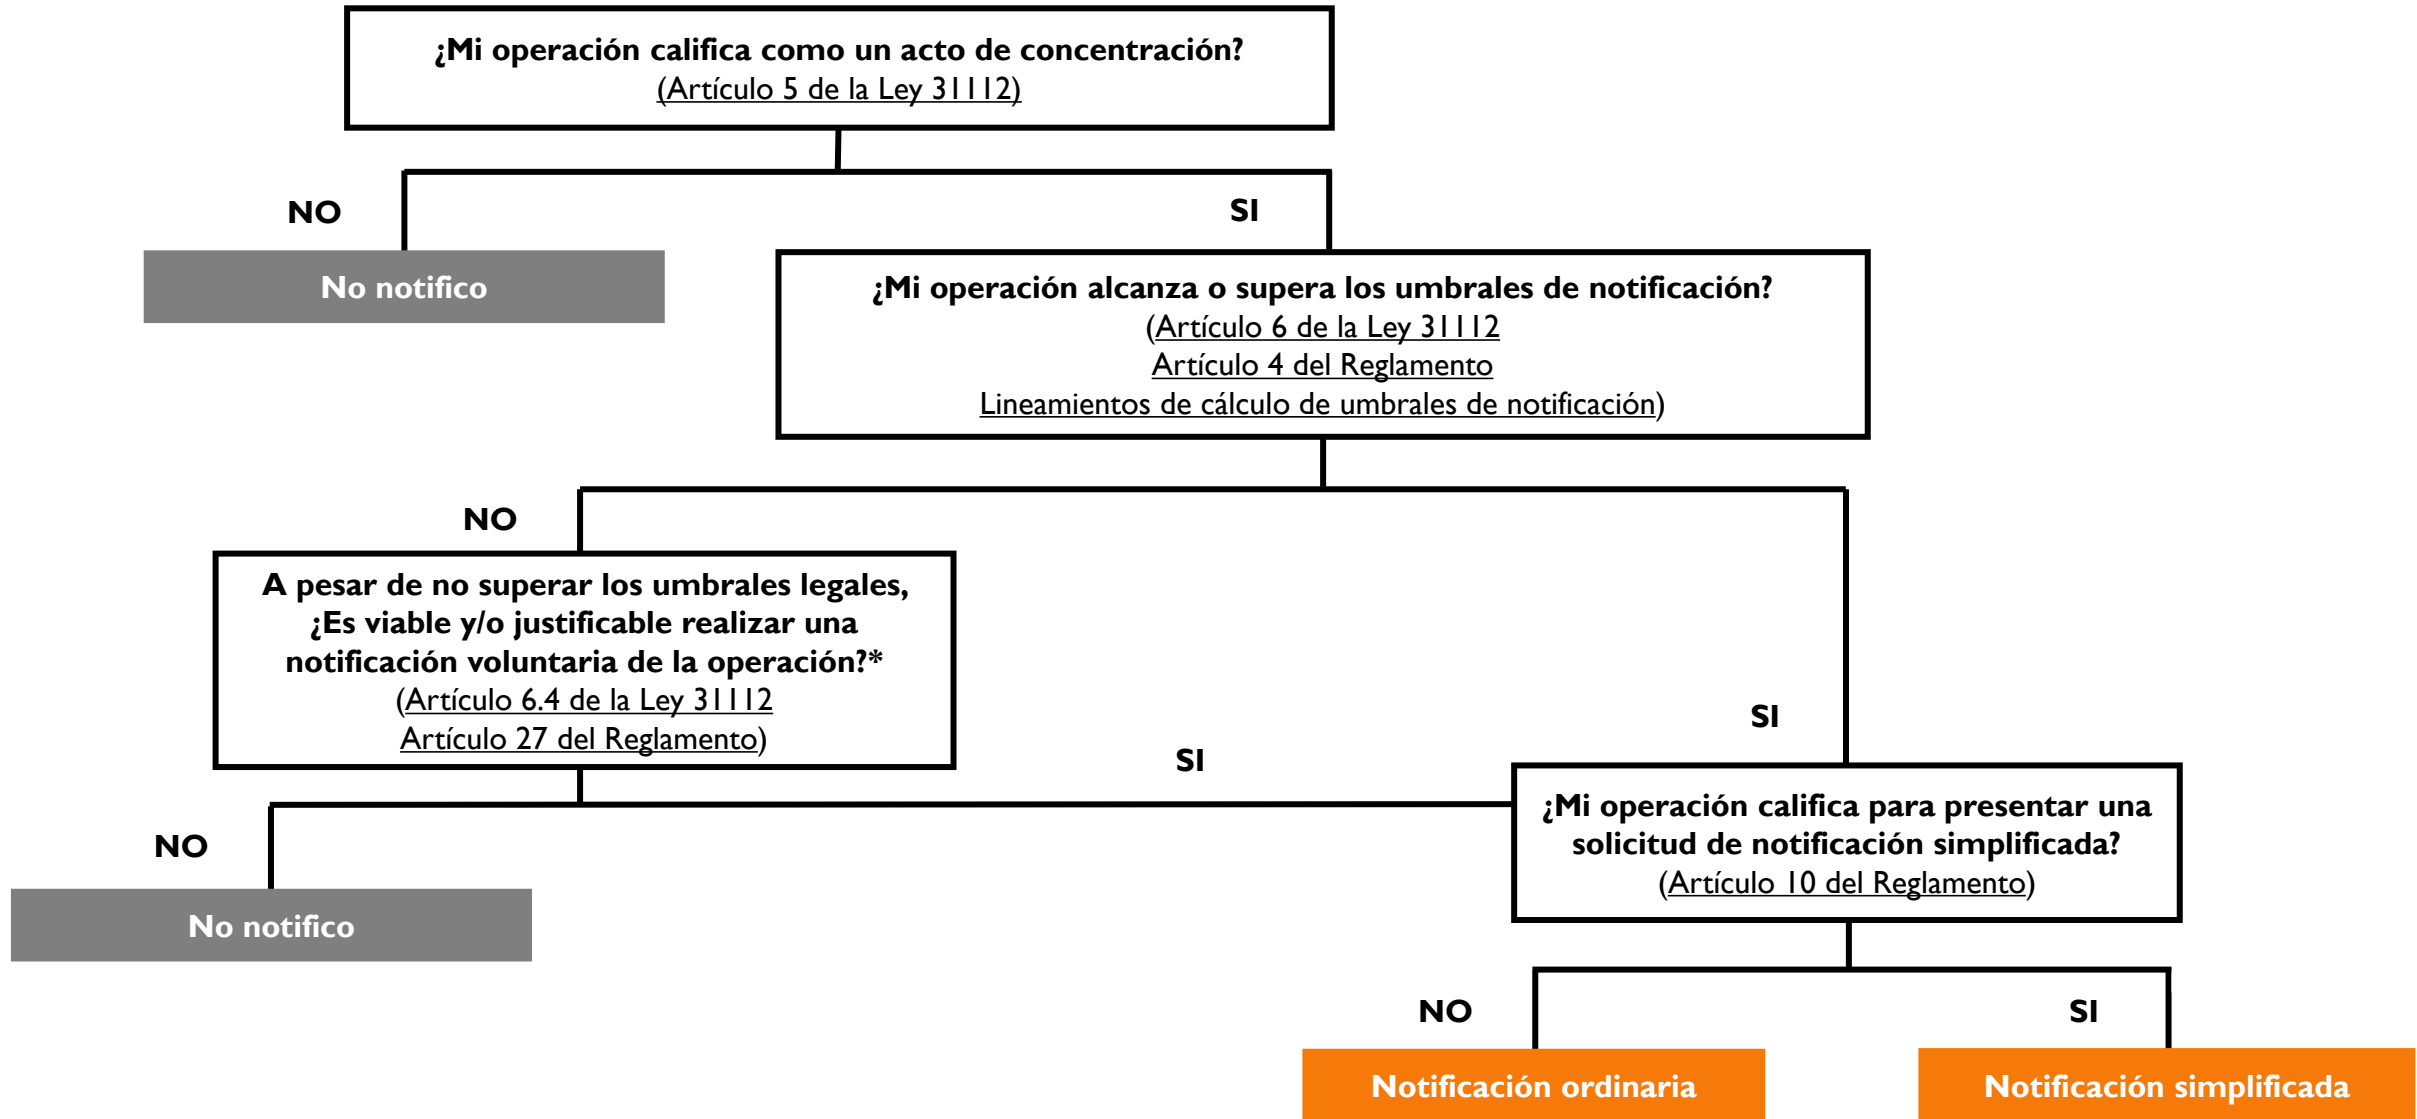 ¿Mi operación califica como un acto de concentración?
(Artículo 5 de la Ley 31112)
NO
SI
No notifico
¿Mi operación alcanza o supera los umbrales de notificación?
(Artículo 6 de la Ley 31112
Artículo 4 del Reglamento
Lineamientos de cálculo de umbrales de notificación)
NO
A pesar de no superar los umbrales legales,
¿Es viable y/o justificable realizar una
notificación voluntaria de la operación?*
(Artículo 6.4 de la Ley 31112
Artículo 27 del Reglamento)
SI
SI
¿Mi operación califica para presentar una
solicitud de notificación simplificada?
(Artículo 10 del Reglamento)
NO
No notifico
NO
SI
Notificación ordinaria
Notificación simplificada